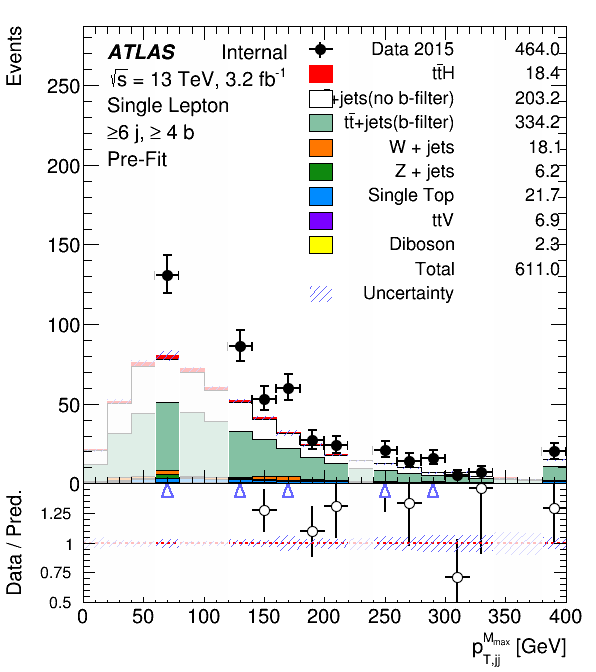 Events
ATLAS Internal
√s = 13 TeV, 3.2 fb⁻¹
Single Lepton
≥6 j, ≥ 4 b
Pre-Fit
Data 2015 464.0
tt̄H 18.4
+jets(no b-filter) 203.2
tt̄+jets(b-filter) 334.2
W + jets 18.1
Z + jets 6.2
Single Top 21.7
ttV 6.9
Diboson 2.3
Total 611.0
Uncertainty
250
200
150
100
50
0
Data / Pred.
1.25
1
0.75
0.5
0 50 100 150 200 250 300 350 400
p_{T,jj}^{M_{max}} [GeV]